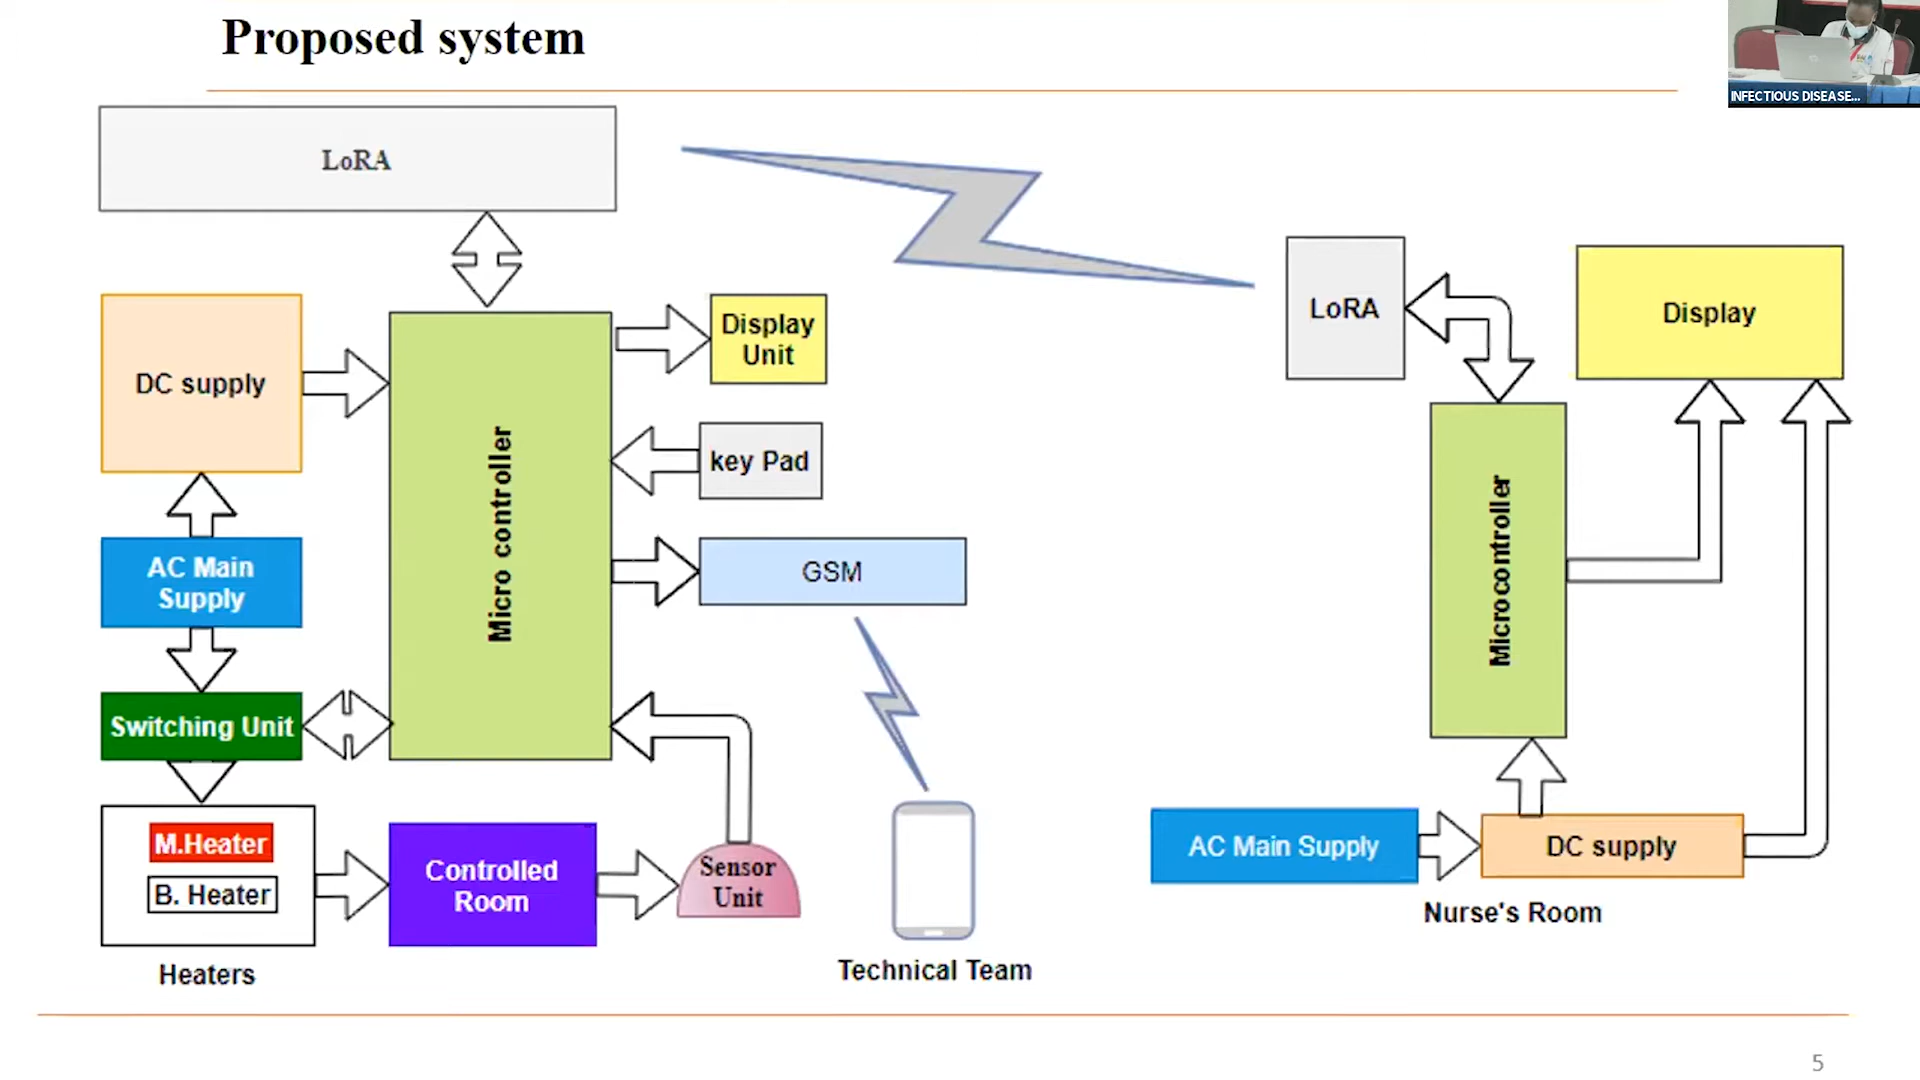 Proposed system
INFECTIOUS DISEASE...
LoRA
DC supply
AC Main
Supply
Switching Unit
M.Heater
B. Heater
Heaters
Micro controller
Controlled
Room
Display
Unit
key Pad
GSM
Sensor
Unit
Technical Team
LoRA
Display
Microcontroller
AC Main Supply
DC supply
Nurse's Room
5